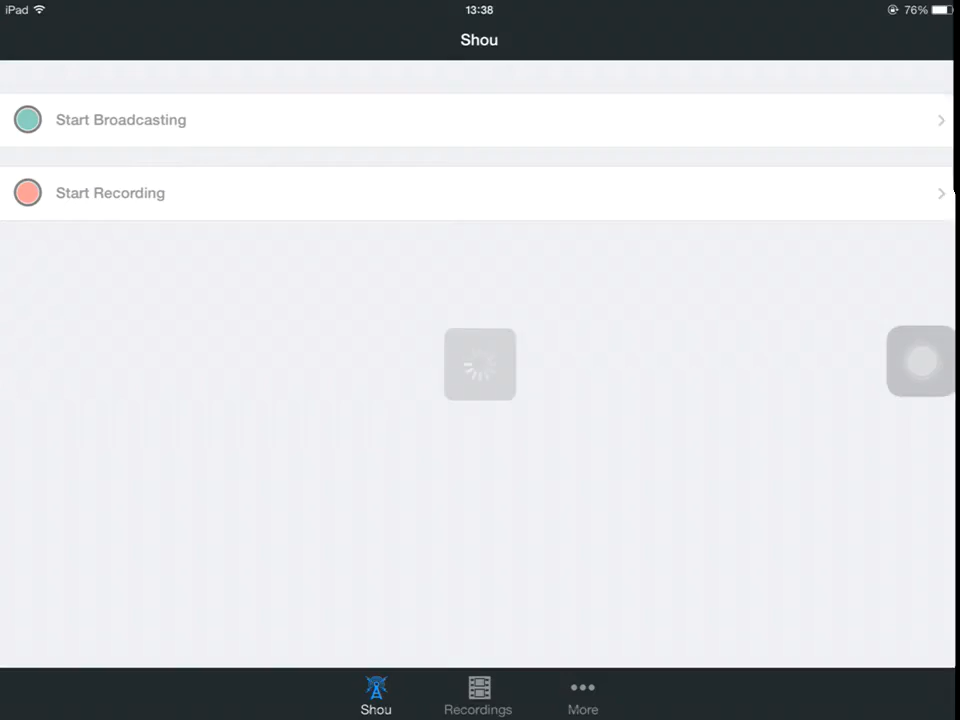 iPad 13:38 76%
Shou
Start Broadcasting
Start Recording
Shou Recordings More